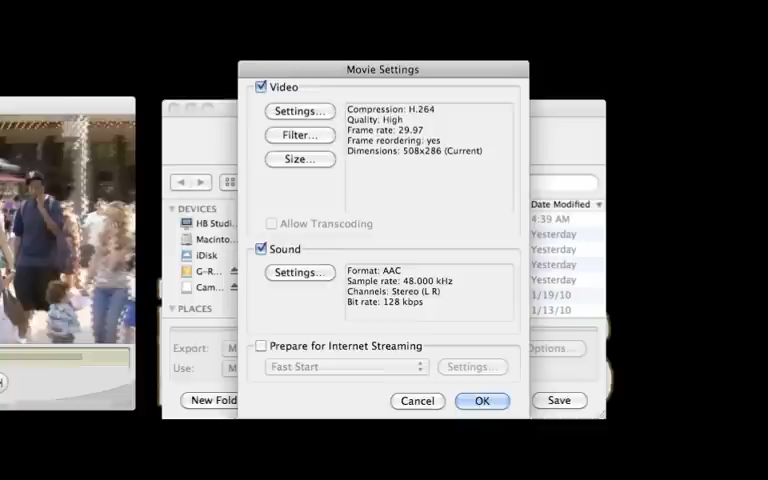 Movie Settings
Video
Settings...
Filter...
Size...
Compression: H.264
Quality: High
Frame rate: 29.97
Frame reordering: yes
Dimensions: 508x286 (Current)
Allow Transcoding
Sound
Settings...
Format: AAC
Sample rate: 48.000 kHz
Channels: Stereo (L R)
Bit rate: 128 kbps
Prepare for Internet Streaming
Fast Start
Settings...
Cancel
OK
DEVICES
HB Studi...
Macinto...
iDisk
G-R...
Cam...
PLACES
Date Modified
4:39 AM
Yesterday
Yesterday
Yesterday
Yesterday
1/19/10
1/13/10
Export: M
Use: M
Options...
New Fold
Save